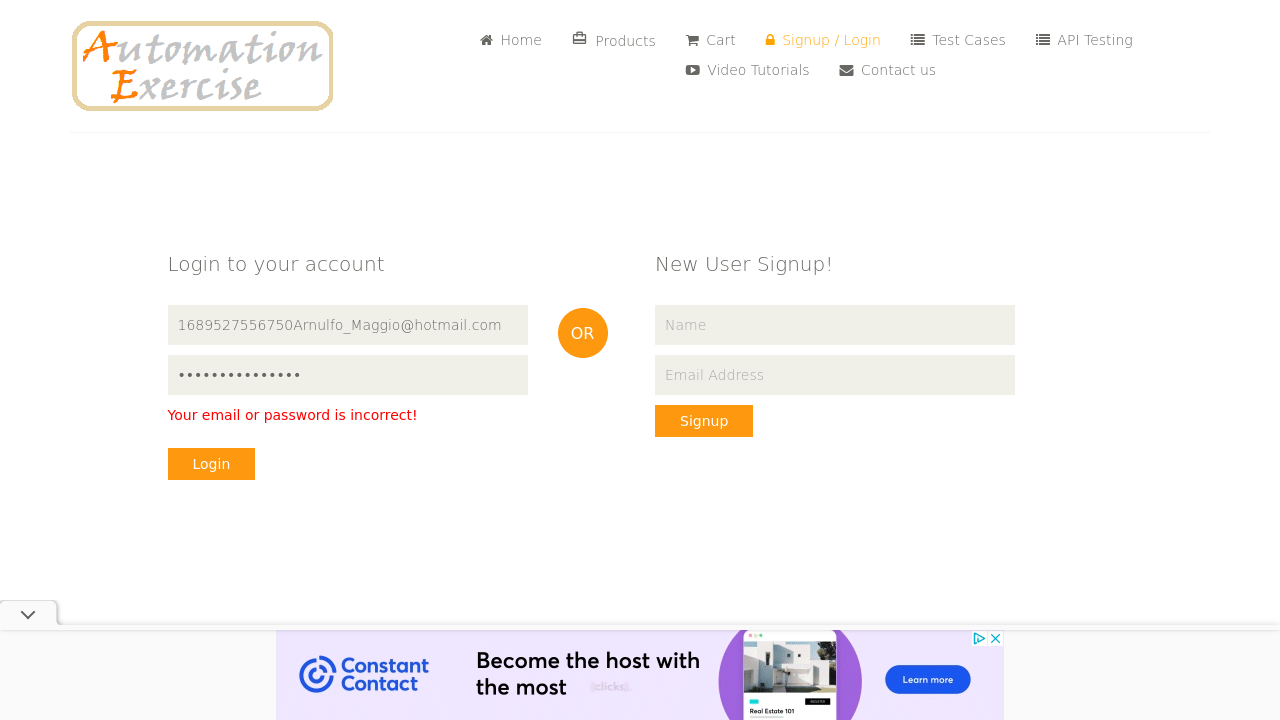 Automation
Exercise
Home
Products
Cart
Signup / Login
Test Cases
API Testing
Video Tutorials
Contact us
Login to your account
1689527556750Arnulfo_Maggio@hotmail.com
•••••••••••••••
Your email or password is incorrect!
Login
OR
New User Signup!
Name
Email Address
Signup
Constant
Contact
Become the host with
the most
(clicks).
REGISTER
Real Estate 101
Learn more